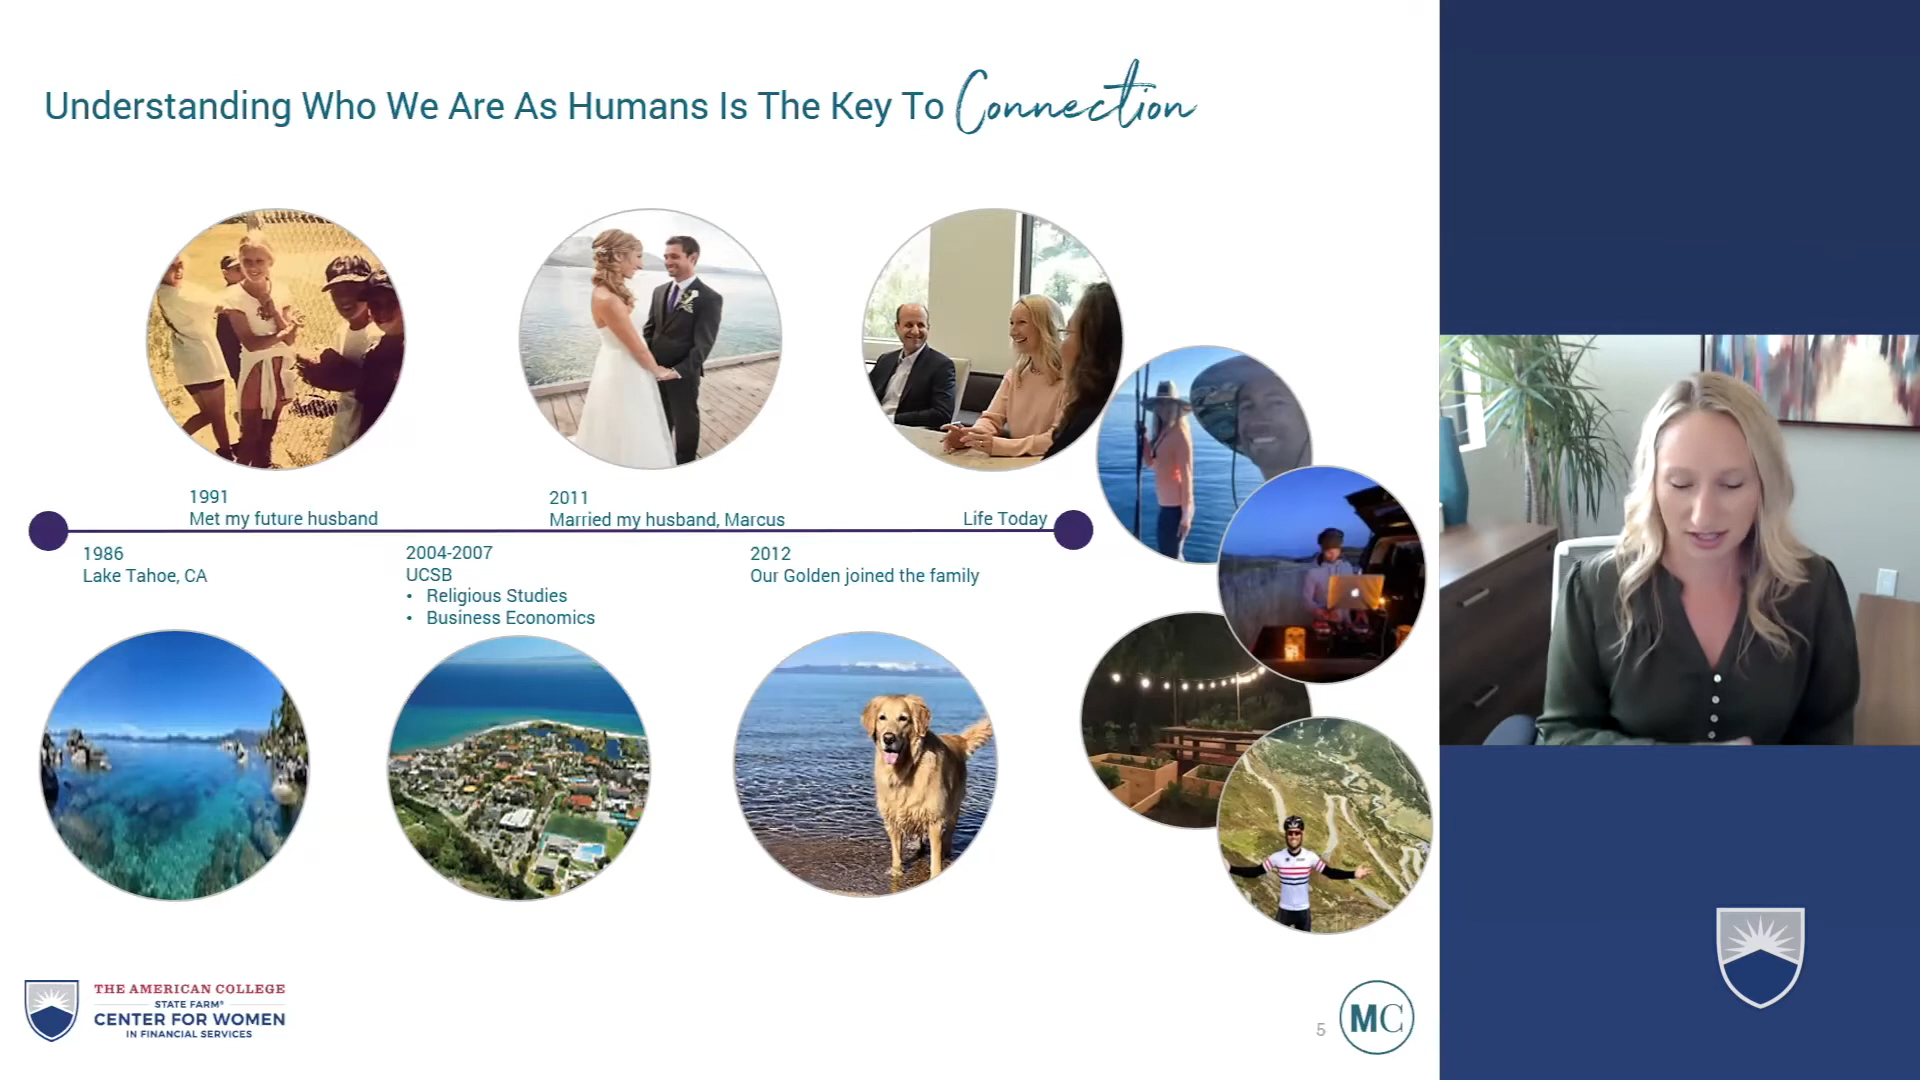 Understanding Who We Are As Humans Is The Key To Connection
1991
Met my future husband
2011
Married my husband, Marcus
Life Today
1986
Lake Tahoe, CA
2004-2007
UCSB
• Religious Studies
• Business Economics
2012
Our Golden joined the family
THE AMERICAN COLLEGE
STATE FARM®
CENTER FOR WOMEN
IN FINANCIAL SERVICES
5
MC